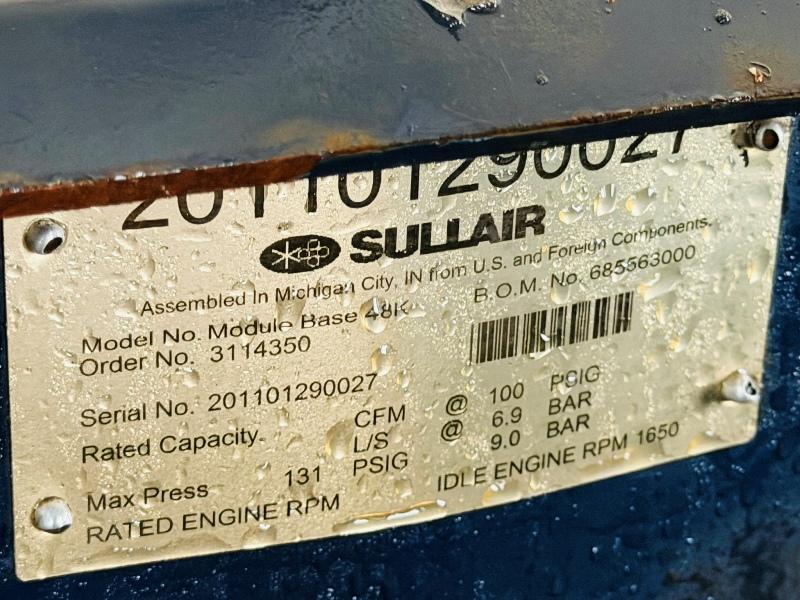 201101290027
SULLAIR
Assembled In Michigan City, IN from U.S. and Foreign Components.
Model No. Module Base 48K B.O.M. No. 685563000
Order No. 3114350
Serial No. 201101290027
Rated Capacity CFM @ 100 PSIG
L/S @ 6.9 BAR
Max Press 131 PSIG 9.0 BAR
RATED ENGINE RPM IDLE ENGINE RPM 1650